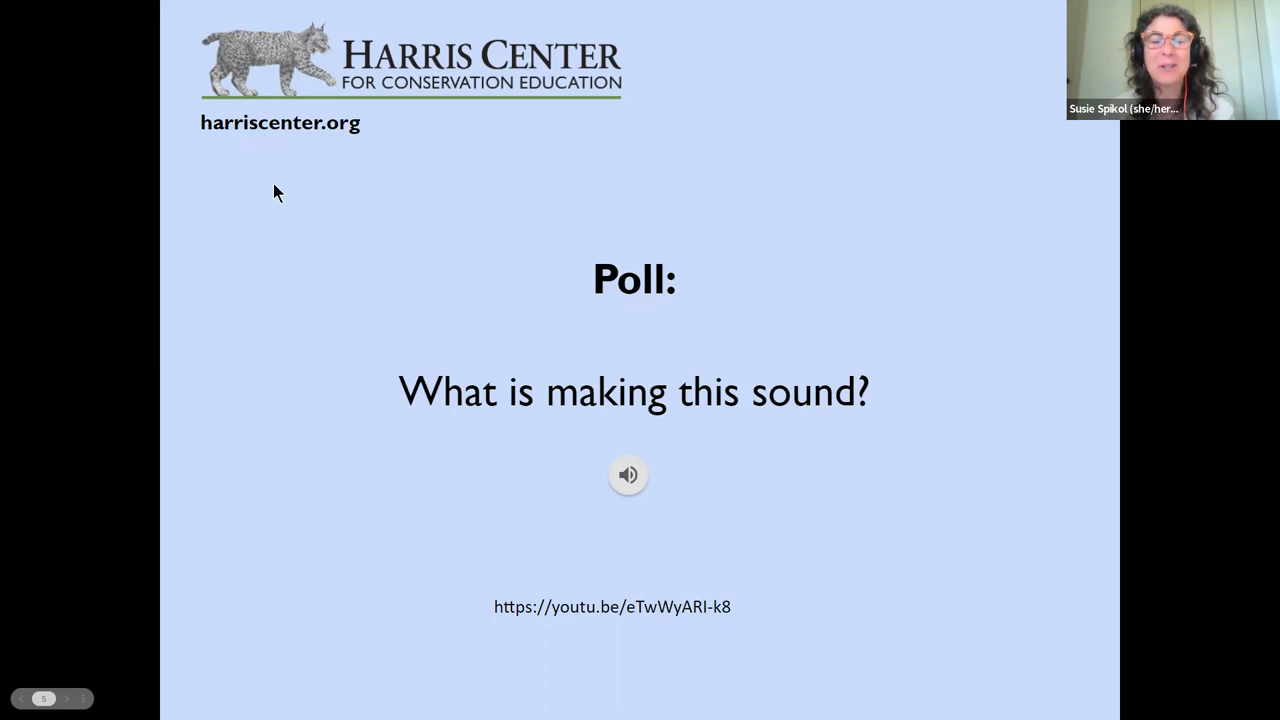 HARRIS CENTER
FOR CONSERVATION EDUCATION
harriscenter.org
Susie Spikol (she/her...
Poll:
What is making this sound?
https://youtu.be/eTwWyARI-k8
5